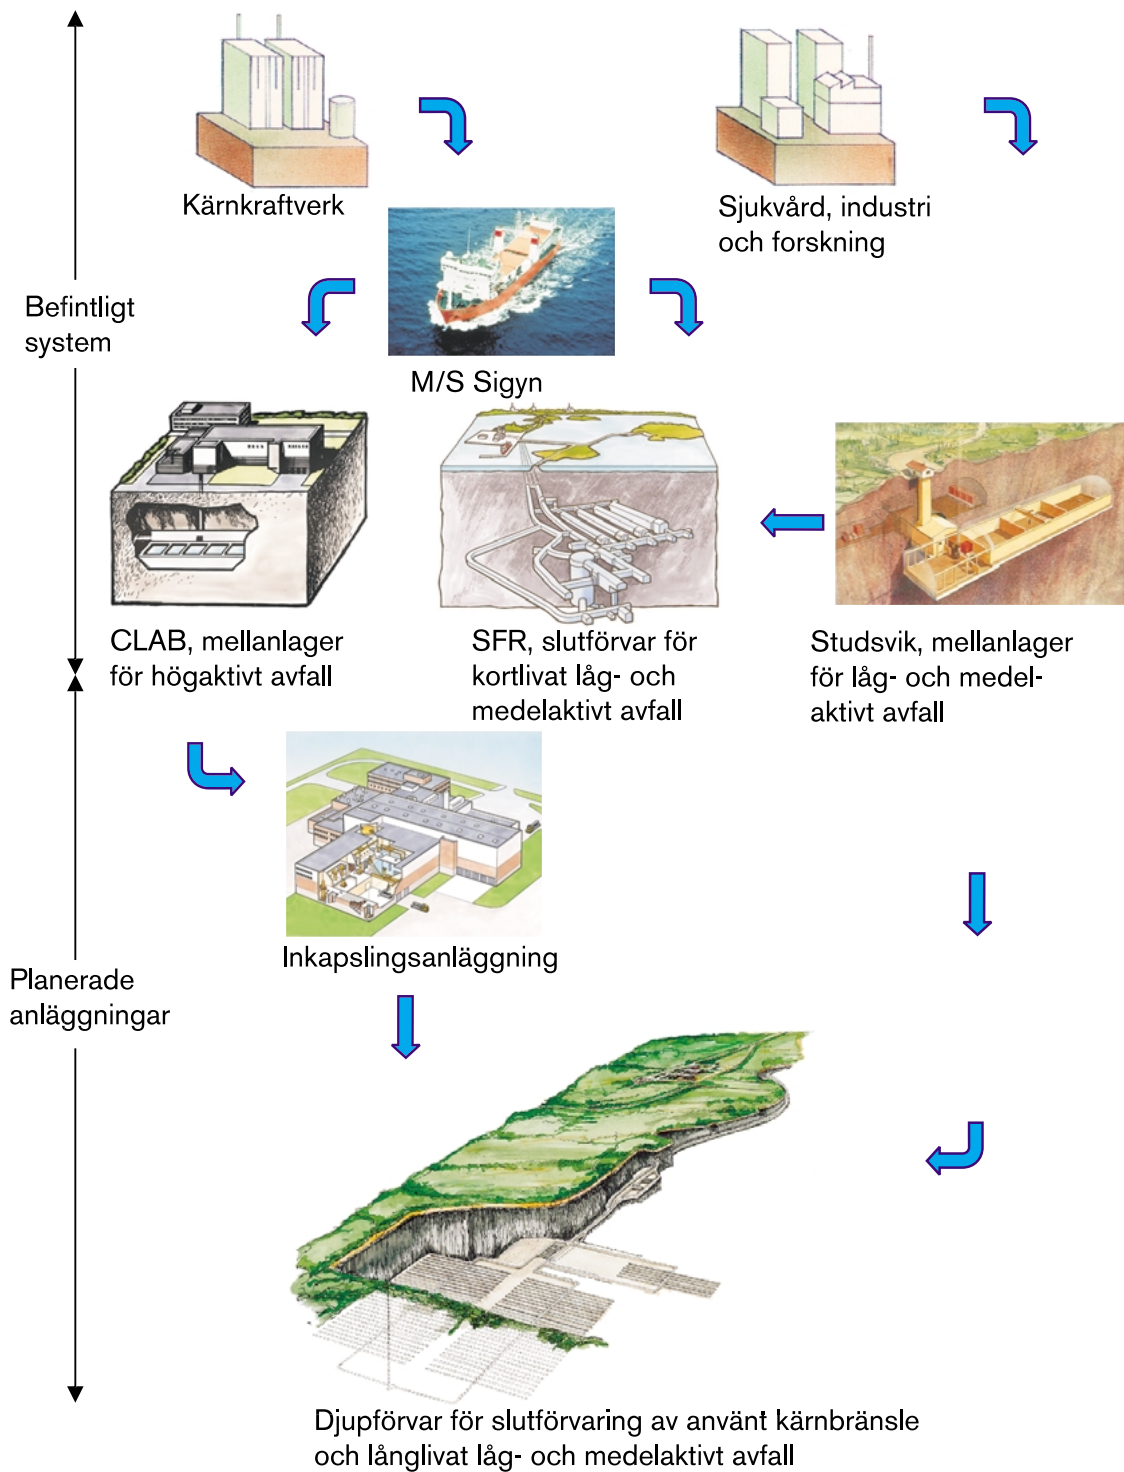 Kärnkraftverk
Sjukvård, industri
och forskning
Befintligt
system
M/S Sigyn
CLAB, mellanlager
för högaktivt avfall
SFR, slutförvar för
kortlivat låg- och
medelaktivt avfall
Studsvik, mellanlager
för låg- och medel-
aktivt avfall
Inkapslingsanläggning
Planerade
anläggningar
Djupförvar för slutförvaring av använt kärnbränsle
och långlivat låg- och medelaktivt avfall